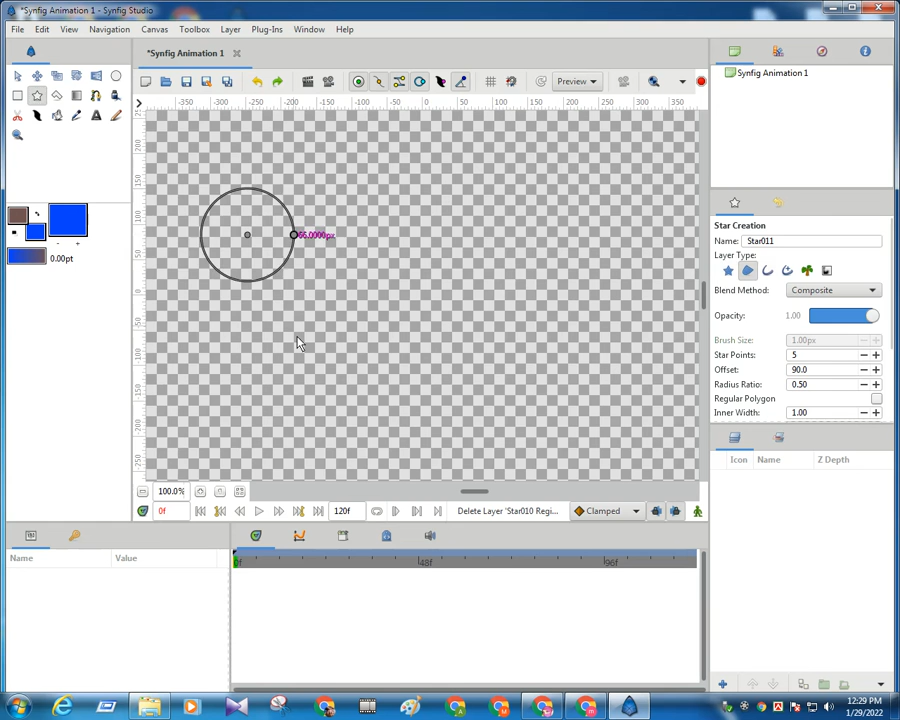 *Synfig Animation 1 - Synfig Studio
File Edit View Navigation Canvas Toolbox Layer Plug-Ins Window Help
*Synfig Animation 1
Preview
-350 -300 -250 -200 -150 -100 -50 0 50 100 150 200 250 300 350
66.0000px
0.00pt
100.0%
0f
120f
Delete Layer 'Star010 Regi...
Clamped
Name Value
0f 48f 96f
Synfig Animation 1
Star Creation
Name: Star011
Layer Type:
Blend Method: Composite
Opacity: 1.00
Brush Size: 1.00px
Star Points: 5
Offset: 90.0
Radius Ratio: 0.50
Regular Polygon
Inner Width: 1.00
Icon Name Z Depth
12:29 PM
1/29/2022